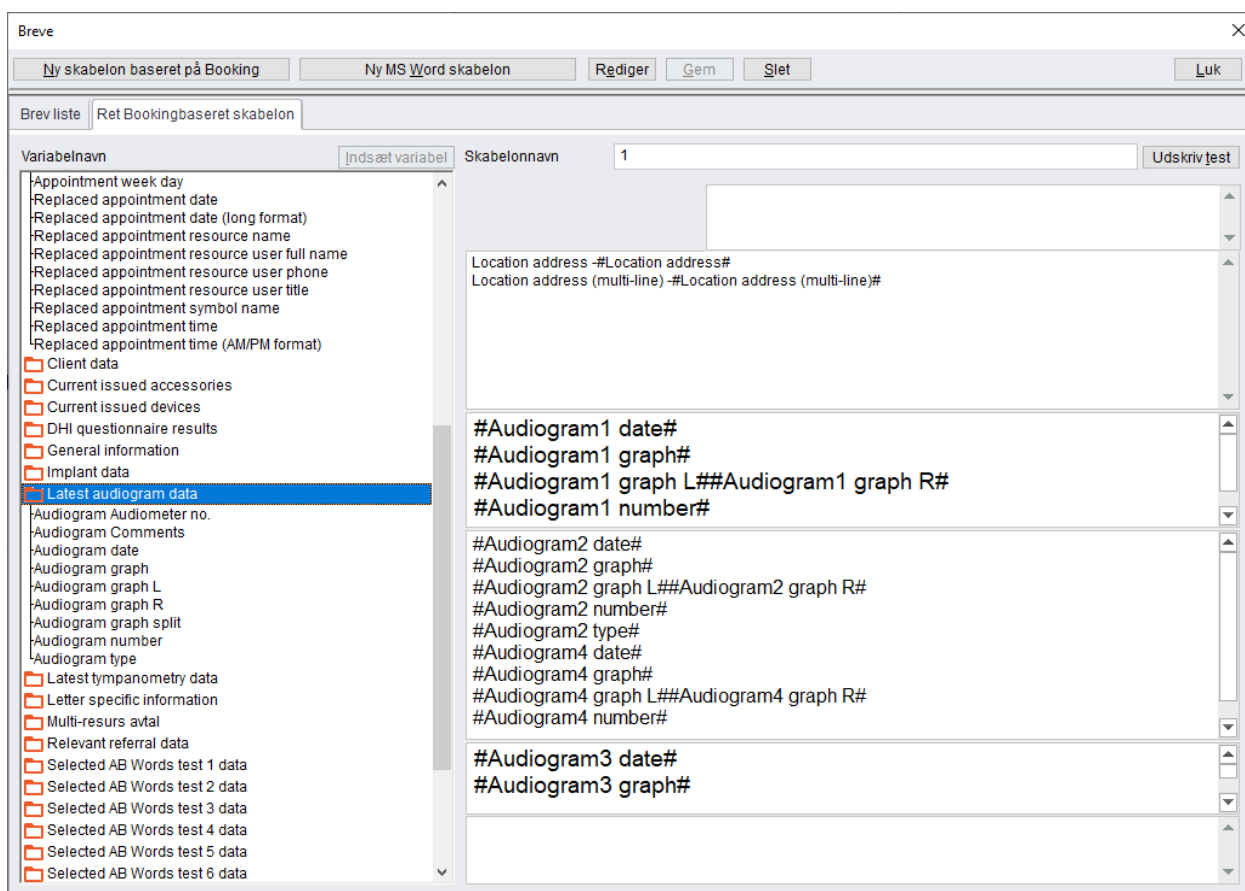 Breve
Ny skabelon baseret på Booking
Ny MS Word skabelon
Rediger
Gem
Slet
Luk
Brev liste
Ret Bookingbaseret skabelon
Variabelnavn
Indsæt variabel
Appointment week day
Replaced appointment date
Replaced appointment date (long format)
Replaced appointment resource name
Replaced appointment resource user full name
Replaced appointment resource user phone
Replaced appointment resource user title
Replaced appointment symbol name
Replaced appointment time
Replaced appointment time (AM/PM format)
Client data
Current issued accessories
Current issued devices
DHI questionnaire results
General information
Implant data
Latest audiogram data
Audiogram Audiometer no.
Audiogram Comments
Audiogram date
Audiogram graph
Audiogram graph L
Audiogram graph R
Audiogram graph split
Audiogram number
Audiogram type
Latest tympanometry data
Letter specific information
Multi-resurs avtal
Relevant referral data
Selected AB Words test 1 data
Selected AB Words test 2 data
Selected AB Words test 3 data
Selected AB Words test 4 data
Selected AB Words test 5 data
Selected AB Words test 6 data
Skabelonnavn
1
Udskriv test
Location address -#Location address#
Location address (multi-line) -#Location address (multi-line)#
#Audiogram1 date#
#Audiogram1 graph#
#Audiogram1 graph L##Audiogram1 graph R#
#Audiogram1 number#
#Audiogram2 date#
#Audiogram2 graph#
#Audiogram2 graph L##Audiogram2 graph R#
#Audiogram2 number#
#Audiogram2 type#
#Audiogram4 date#
#Audiogram4 graph#
#Audiogram4 graph L##Audiogram4 graph R#
#Audiogram4 number#
#Audiogram3 date#
#Audiogram3 graph#